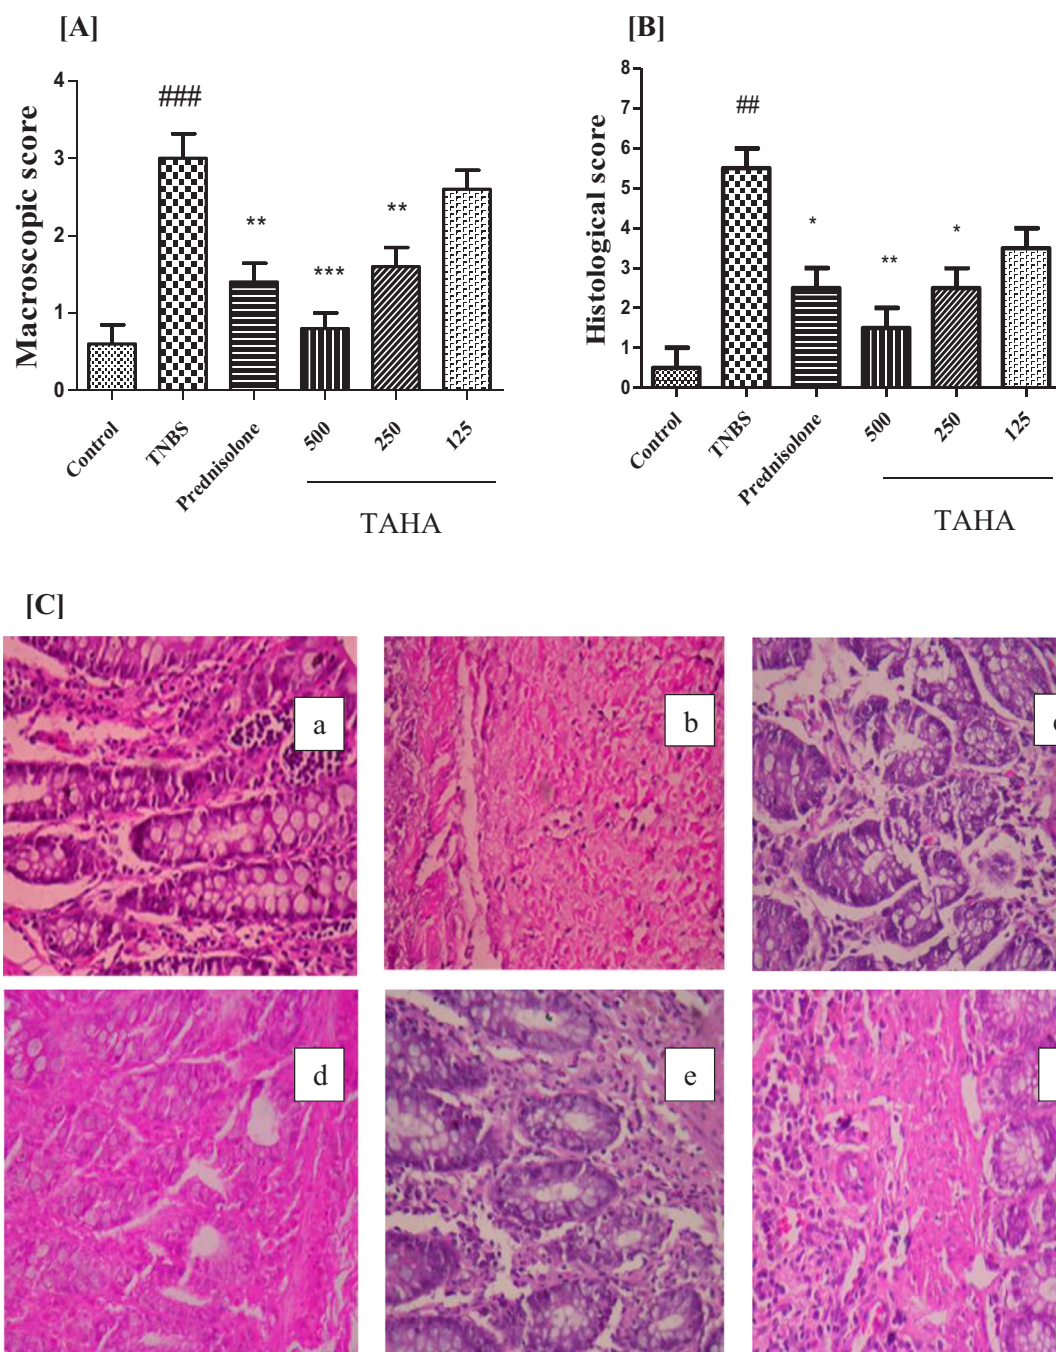 [A]
Macroscopic score
4
3
2
1
0
###
**
***
**
Control
TNBS
Prednisolone
500
250
125
TAHA
[B]
Histological score
8
7
6
5
4
3
2
1
0
##
*
**
*
Control
TNBS
Prednisolone
500
250
125
TAHA
[C]
a
b
d
e